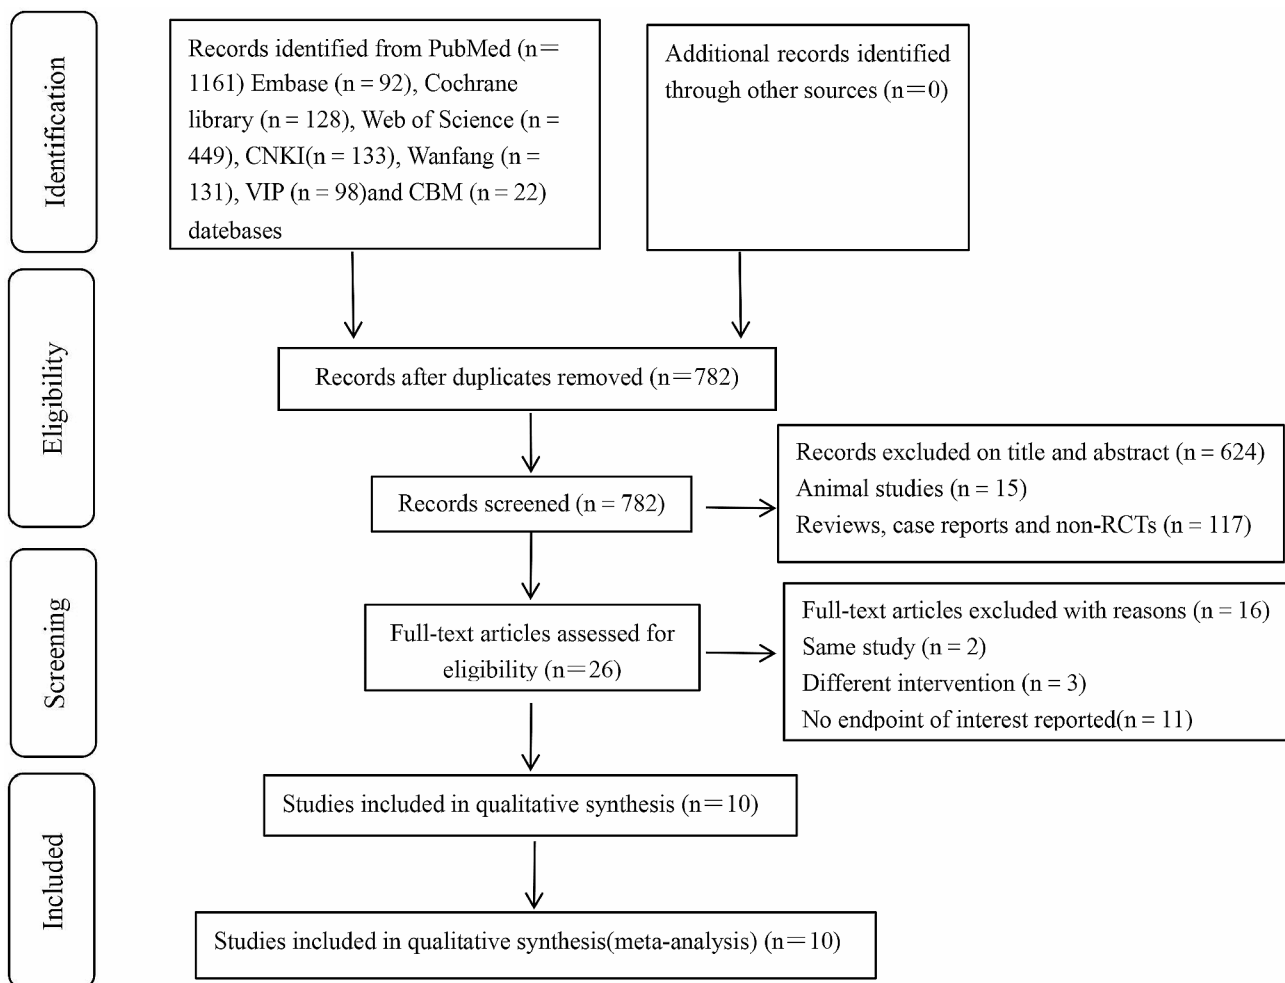 Identification
Records identified from PubMed (n=
1161) Embase (n = 92), Cochrane
library (n = 128), Web of Science (n =
449), CNKI(n = 133), Wanfang (n =
131), VIP (n = 98)and CBM (n = 22)
datebases
Additional records identified
through other sources (n=0)
Eligibility
Records after duplicates removed (n=782)
Records screened (n = 782)
Records excluded on title and abstract (n = 624)
Animal studies (n = 15)
Reviews, case reports and non-RCTs (n = 117)
Screening
Full-text articles assessed for
eligibility (n=26)
Full-text articles excluded with reasons (n = 16)
Same study (n = 2)
Different intervention (n = 3)
No endpoint of interest reported(n = 11)
Included
Studies included in qualitative synthesis (n=10)
Studies included in qualitative synthesis(meta-analysis) (n=10)